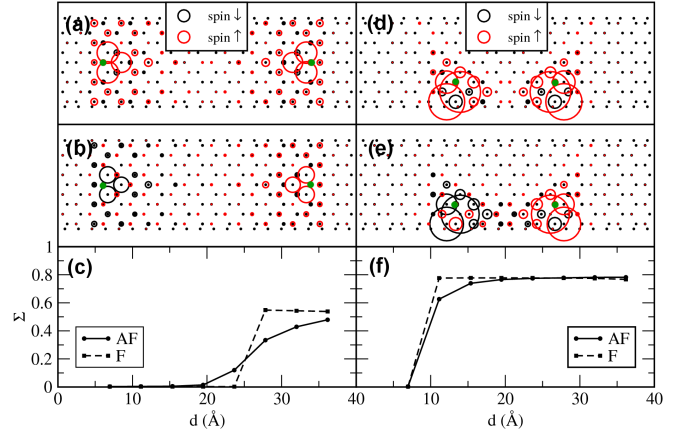 (a)
spin ↓
spin ↑
(d)
spin ↓
spin ↑
(b)
(e)
(c)
(f)
Σ
1
0.8
0.6
0.4
0.2
0
AF
F
AF
F
0 10 20 30 40
0 10 20 30 40
d (Å)
d (Å)